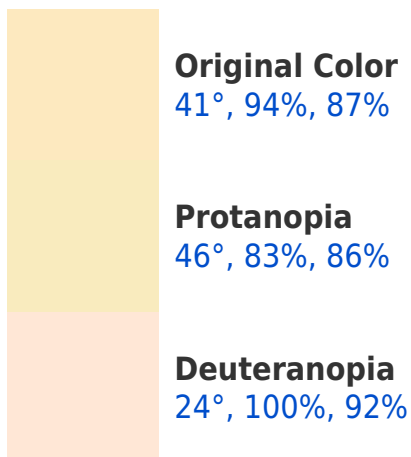 Original Color
41°, 94%, 87%
Protanopia
46°, 83%, 86%
Deuteranopia
24°, 100%, 92%